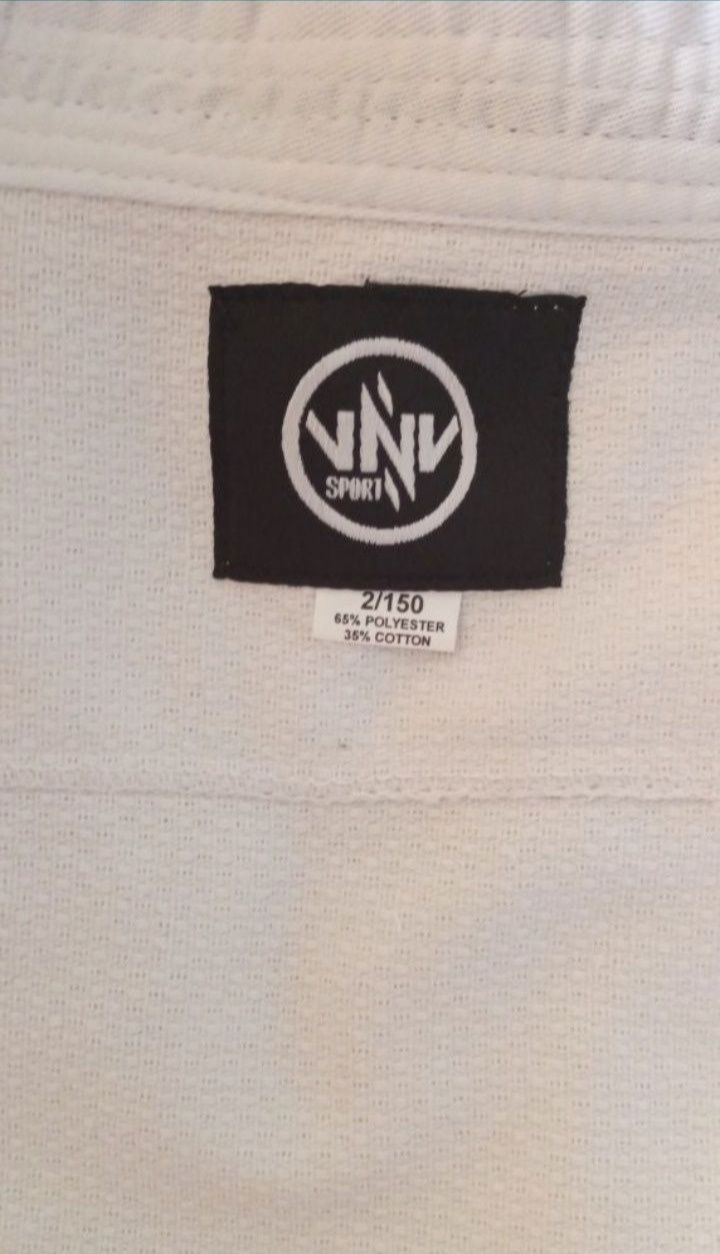 VNV
SPORT
2/150
65% POLYESTER
35% COTTON